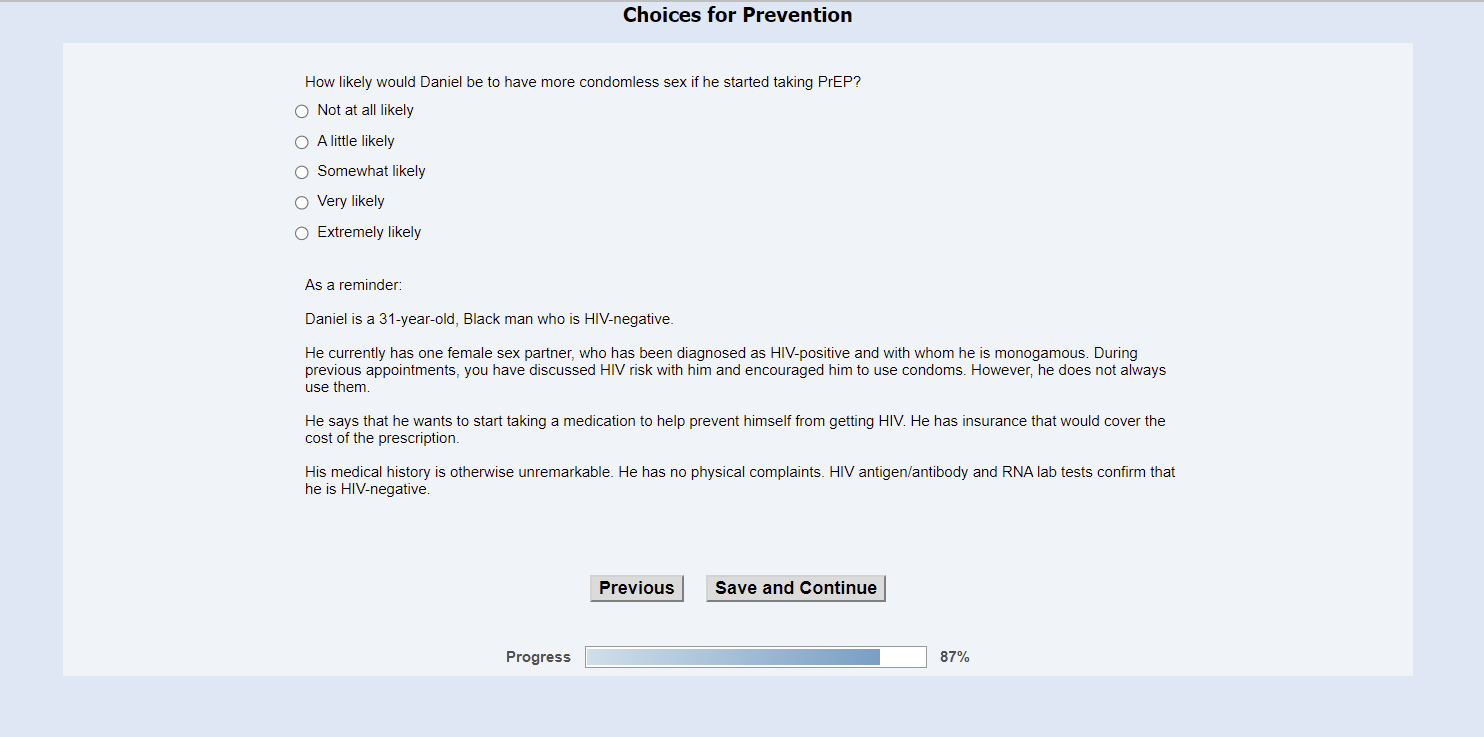 Choices for Prevention
How likely would Daniel be to have more condomless sex if he started taking PrEP?
Not at all likely
A little likely
Somewhat likely
Very likely
Extremely likely
As a reminder:
Daniel is a 31-year-old, Black man who is HIV-negative.
He currently has one female sex partner, who has been diagnosed as HIV-positive and with whom he is monogamous. During
previous appointments, you have discussed HIV risk with him and encouraged him to use condoms. However, he does not always
use them.
He says that he wants to start taking a medication to help prevent himself from getting HIV. He has insurance that would cover the
cost of the prescription.
His medical history is otherwise unremarkable. He has no physical complaints. HIV antigen/antibody and RNA lab tests confirm that
he is HIV-negative.
Previous Save and Continue
Progress 87%